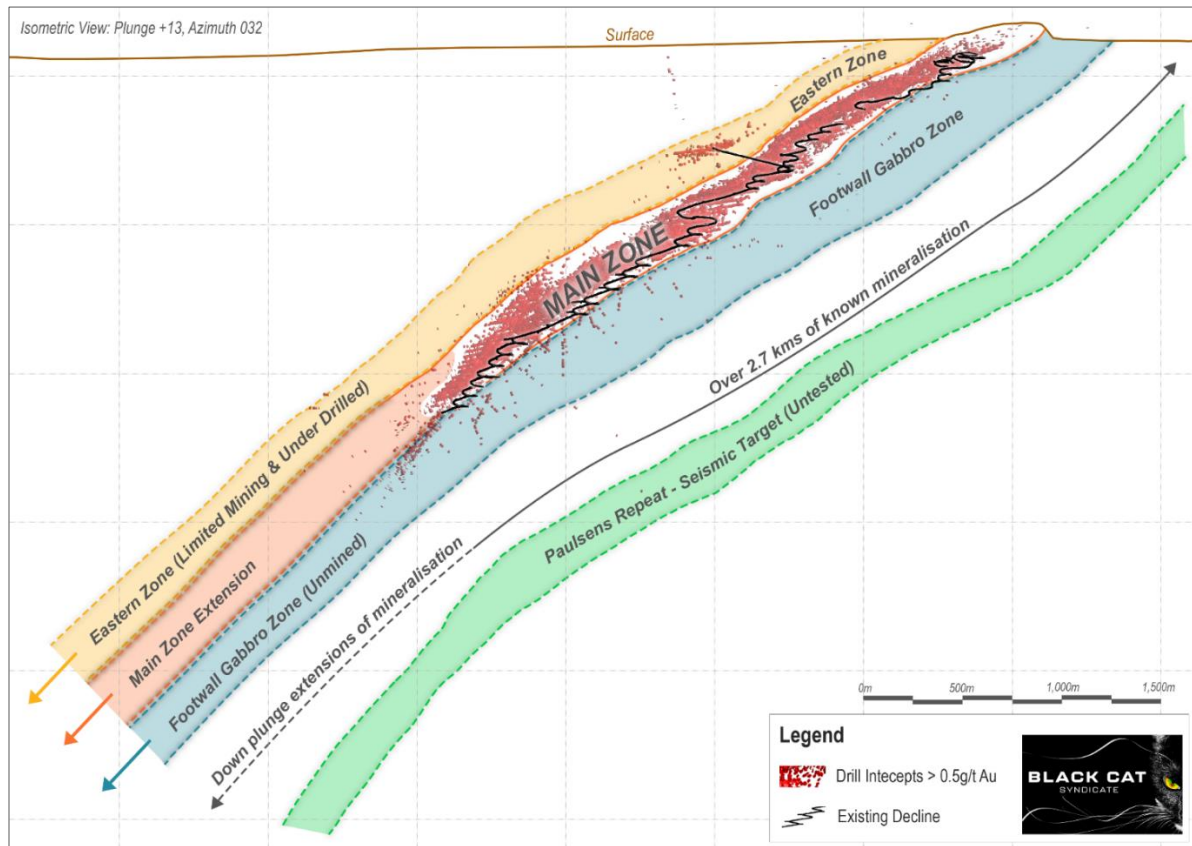 Isometric View: Plunge +13, Azimuth 032
Surface
Eastern Zone
Footwall Gabbro Zone
MAIN ZONE
Over 2.7 kms of known mineralisation
Eastern Zone (Limited Mining & Under Drilled)
Main Zone Extension
Footwall Gabbro Zone (Unmined)
Down plunge extensions of mineralisation
Paulsens Repeat - Seismic Target (Untested)
0m 500m 1,000m 1,500m
Legend
Drill Intecepts > 0.5g/t Au
Existing Decline
BLACK CAT
SYNDICATE